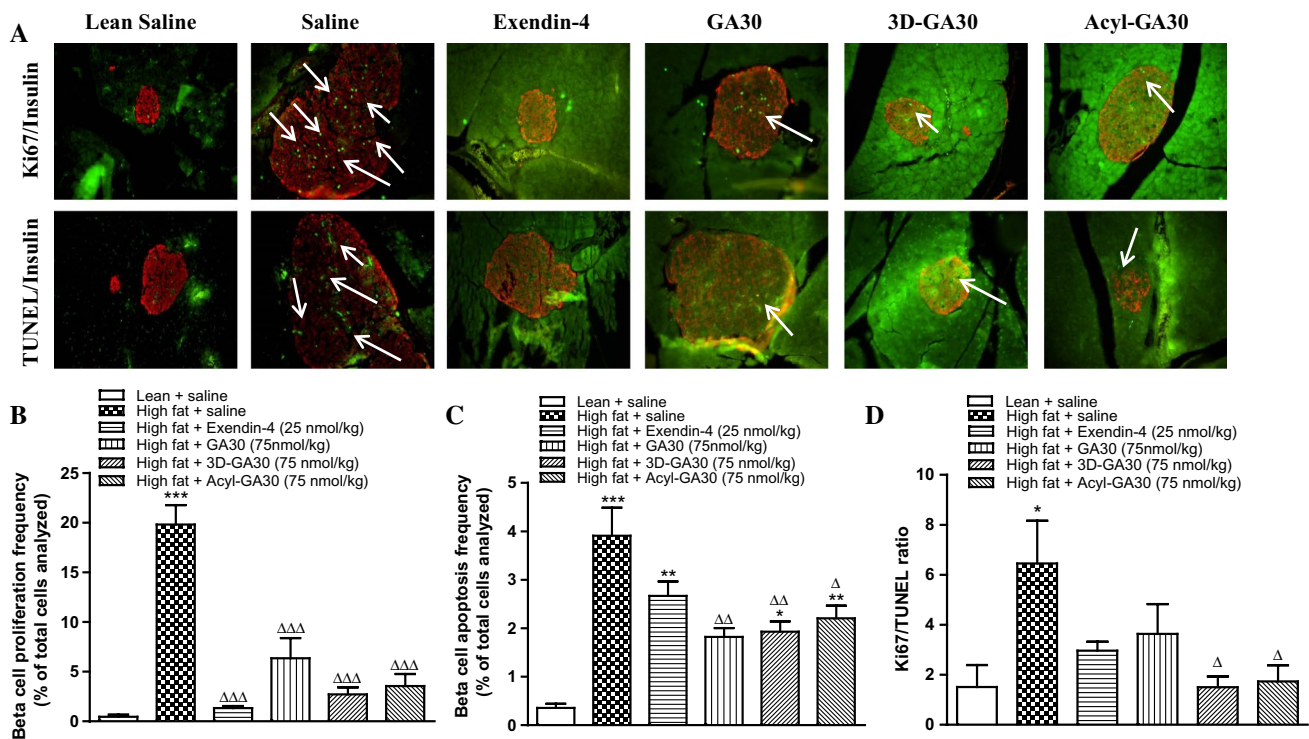 A
Lean Saline
Saline
Exendin-4
GA30
3D-GA30
Acyl-GA30
Ki67/Insulin
TUNEL/Insulin
B
Lean + saline
High fat + saline
High fat + Exendin-4 (25 nmol/kg)
High fat + GA30 (75nmol/kg)
High fat + 3D-GA30 (75 nmol/kg)
High fat + Acyl-GA30 (75 nmol/kg)
Beta cell proliferation frequency
(% of total cells analyzed)
25
20
15
10
5
0
***
ΔΔΔ
ΔΔΔ
ΔΔΔ
ΔΔΔ
C
Lean + saline
High fat + saline
High fat + Exendin-4 (25 nmol/kg)
High fat + GA30 (75nmol/kg)
High fat + 3D-GA30 (75 nmol/kg)
High fat + Acyl-GA30 (75 nmol/kg)
Beta cell apoptosis frequency
(% of total cells analyzed)
5
4
3
2
1
0
***
**
ΔΔ
ΔΔ
*
Δ
**
D
Lean + saline
High fat + saline
High fat + Exendin-4 (25 nmol/kg)
High fat + GA30 (75 nmol/kg)
High fat + 3D-GA30 (75 nmol/kg)
High fat + Acyl-GA30 (75 nmol/kg)
Ki67/TUNEL ratio
10
8
6
4
2
0
*
Δ
Δ